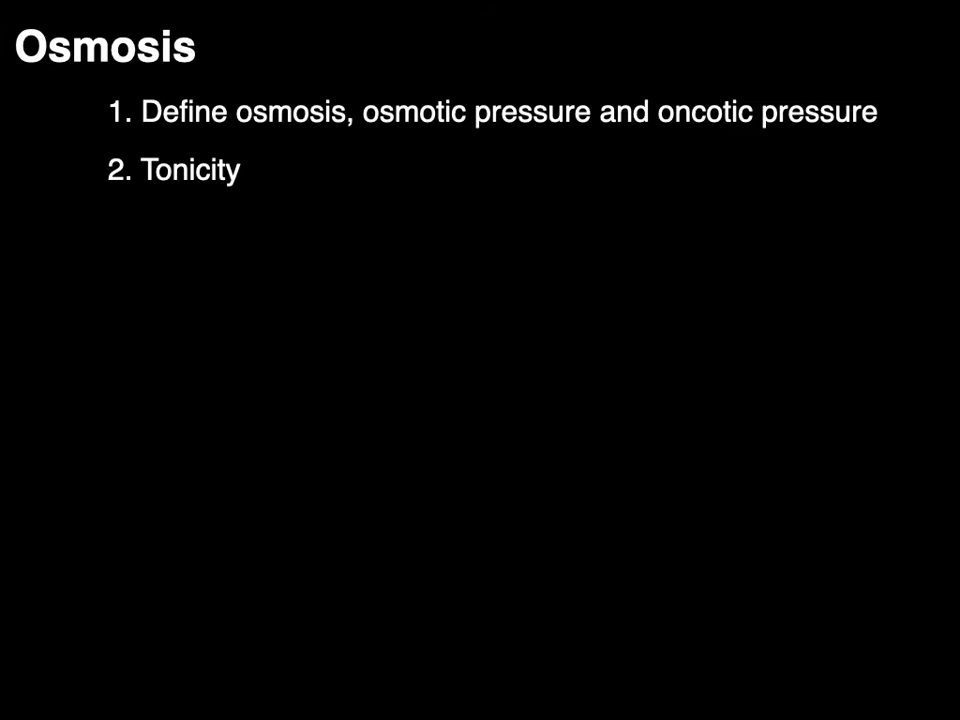 Osmosis
1. Define osmosis, osmotic pressure and oncotic pressure
2. Tonicity